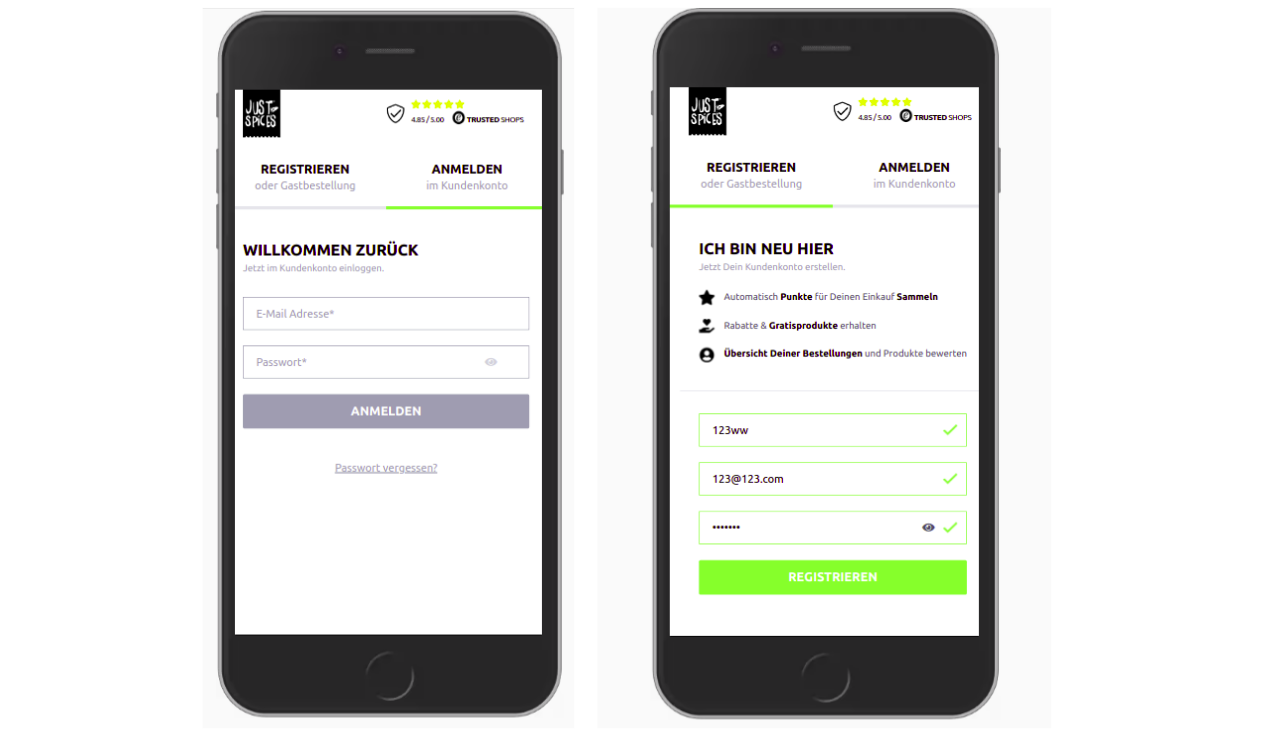 JUST
SPICES
4.85 / 5.00
TRUSTED SHOPS
REGISTRIEREN
oder Gastbestellung
ANMELDEN
im Kundenkonto
WILLKOMMEN ZURÜCK
Jetzt im Kundenkonto einloggen.
E-Mail Adresse*
Passwort*
ANMELDEN
Passwort vergessen?
JUST
SPICES
4.85 / 5.00
TRUSTED SHOPS
REGISTRIEREN
oder Gastbestellung
ANMELDEN
im Kundenkonto
ICH BIN NEU HIER
Jetzt Dein Kundenkonto erstellen.
Automatisch Punkte für Deinen Einkauf Sammeln
Rabatte & Gratisprodukte erhalten
Übersicht Deiner Bestellungen und Produkte bewerten
123ww
123@123.com
•••••••
REGISTRIEREN